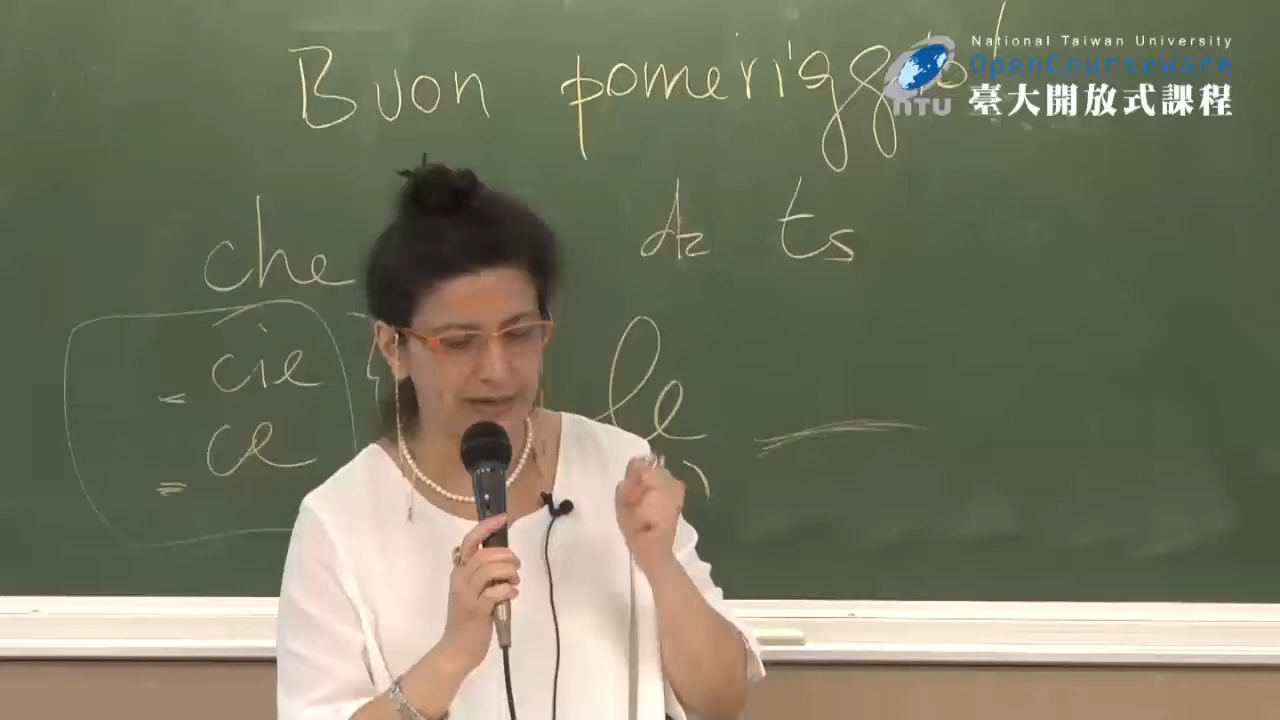 National Taiwan University
OpenCourseWare
NTU 臺大開放式課程
Buon pomeriggio!
che dz ts
cie
ce le